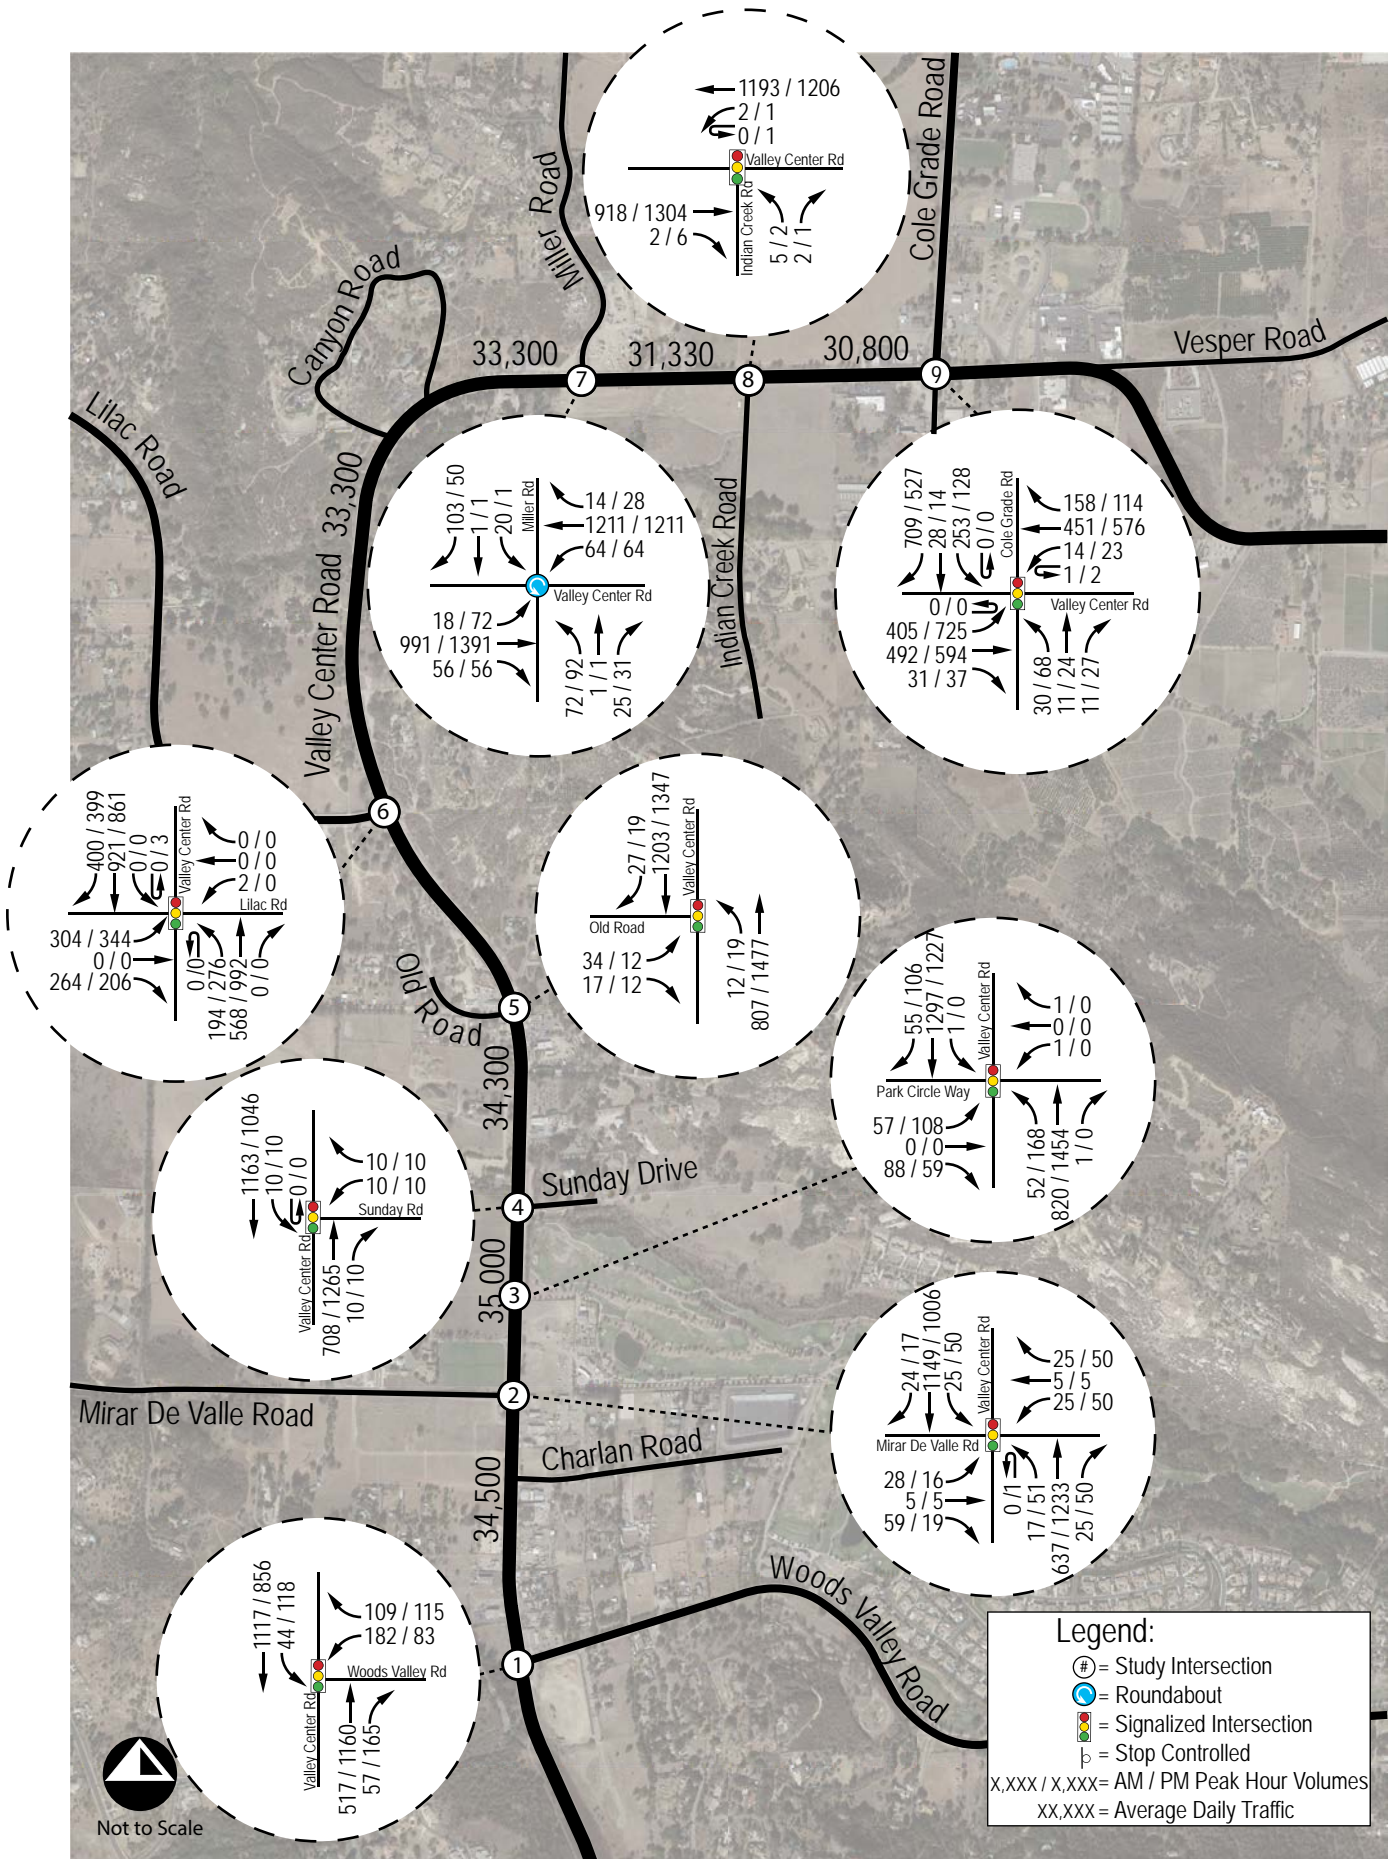 1193 / 1206
2 / 1
0 / 1
Valley Center Rd
Indian Creek Rd
918 / 1304
2 / 6
5 / 2
2 / 1
Cole Grade Road
Miller Road
Canyon Road
Lilac Road
33,300
31,330
30,800
Vesper Road
7
8
9
33,300
Valley Center Road
Indian Creek Road
103 / 50
1 / 1
20 / 1
Miller Rd
14 / 28
1211 / 1211
64 / 64
Valley Center Rd
18 / 72
991 / 1391
56 / 56
72 / 92
1 / 1
25 / 31
709 / 527
28 / 14
253 / 128
0 / 0
Cole Grade Rd
158 / 114
451 / 576
14 / 23
1 / 2
Valley Center Rd
0 / 0
405 / 725
492 / 594
31 / 37
30 / 68
11 / 24
11 / 27
6
400 / 399
921 / 861
0 / 0
0 / 3
Valley Center Rd
0 / 0
0 / 0
2 / 0
Lilac Rd
304 / 344
0 / 0
264 / 206
0 / 0
194 / 276
568 / 992
0 / 0
27 / 19
1203 / 1347
Valley Center Rd
Old Road
34 / 12
17 / 12
12 / 19
807 / 1477
Old Road
5
34,300
55 / 106
1297 / 1227
1 / 0
Valley Center Rd
1 / 0
0 / 0
1 / 0
Park Circle Way
57 / 108
0 / 0
88 / 59
52 / 168
820 / 1454
1 / 0
1163 / 1046
10 / 10
0 / 0
10 / 10
10 / 10
Sunday Rd
Valley Center Rd
708 / 1265
10 / 10
4
Sunday Drive
35,000
3
2
Mirar De Valle Road
24 / 17
1149 / 1006
25 / 50
Valley Center Rd
25 / 50
5 / 5
25 / 50
Mirar De Valle Rd
28 / 16
5 / 5
59 / 19
0 / 1
17 / 51
637 / 1233
25 / 50
Charlan Road
34,500
Woods Valley Road
1
1117 / 856
44 / 118
109 / 115
182 / 83
Woods Valley Rd
Valley Center Rd
517 / 1160
57 / 165
Not to Scale
Legend:
# = Study Intersection
= Roundabout
= Signalized Intersection
= Stop Controlled
X,XXX / X,XXX= AM / PM Peak Hour Volumes
XX,XXX = Average Daily Traffic